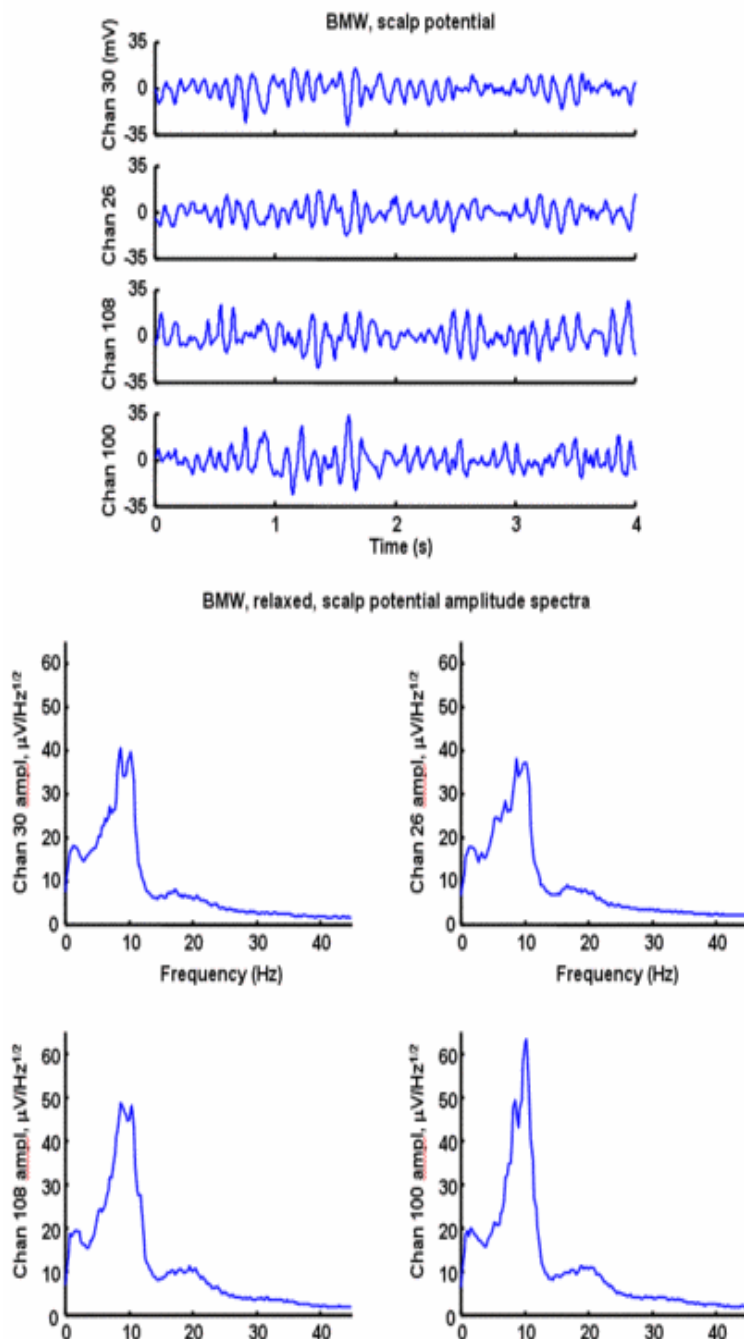 BMW, scalp potential
Chan 30 (mV)
35
0
-35
Chan 26
35
0
-35
Chan 108
35
0
-35
Chan 100
35
0
-35
0 1 2 3 4
Time (s)
BMW, relaxed, scalp potential amplitude spectra
Chan 30 ampl, µV/Hz1/2
60
50
40
30
20
10
0
0 10 20 30 40
Frequency (Hz)
Chan 26 ampl, µV/Hz1/2
60
50
40
30
20
10
0
0 10 20 30 40
Frequency (Hz)
Chan 108 ampl, µV/Hz1/2
60
50
40
30
20
10
0
0 10 20 30 40
Chan 100 ampl, µV/Hz1/2
60
50
40
30
20
10
0
0 10 20 30 40